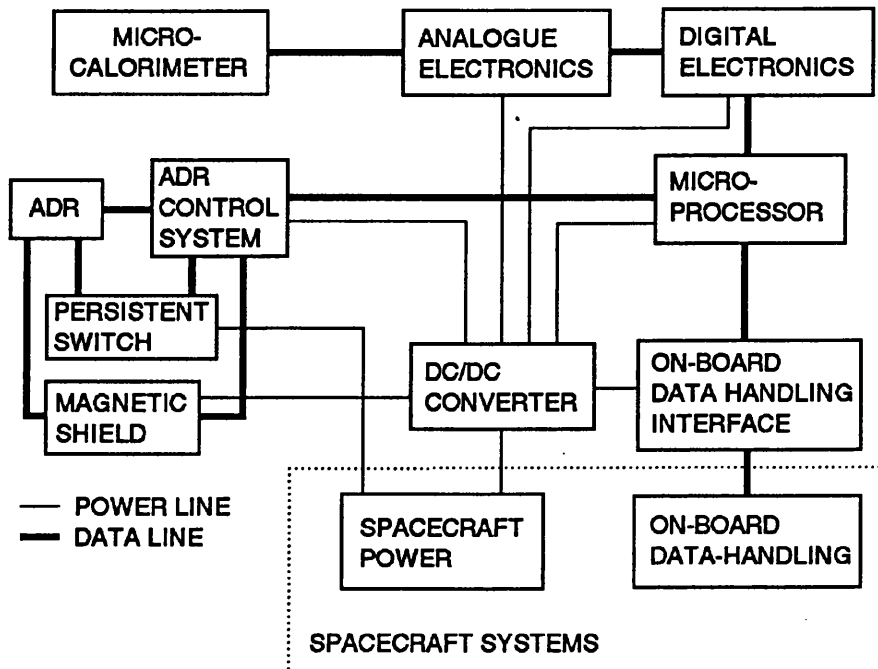 MICRO-
CALORIMETER
ANALOGUE
ELECTRONICS
DIGITAL
ELECTRONICS
ADR
ADR
CONTROL
SYSTEM
MICRO-
PROCESSOR
PERSISTENT
SWITCH
MAGNETIC
SHIELD
DC/DC
CONVERTER
ON-BOARD
DATA HANDLING
INTERFACE
POWER LINE
DATA LINE
SPACECRAFT
POWER
ON-BOARD
DATA-HANDLING
SPACECRAFT SYSTEMS